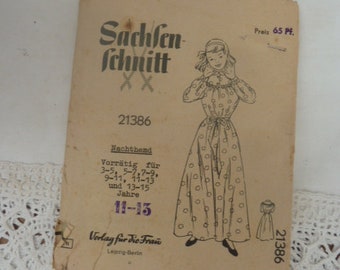 Preis 65 Pf.
Sachsen-
schnitt
XX
21386
Nachthemd
Vorrätig für
3-5, 5-7, 7-9,
9-11, 11-13
und 13-15
Jahre
11-13
Verlag für die Frau
Leipzig-Berlin
21386